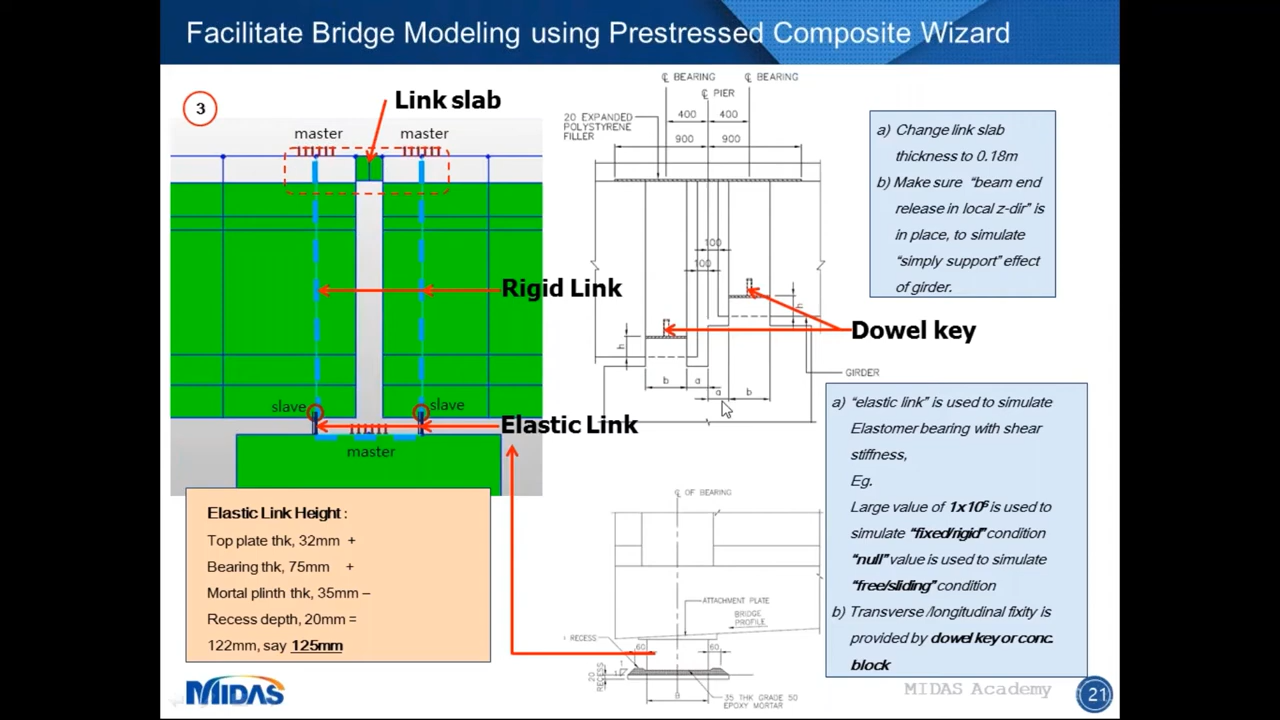 Facilitate Bridge Modeling using Prestressed Composite Wizard
3
Link slab
master
master
Rigid Link
slave
slave
Elastic Link
master
Elastic Link Height :
Top plate thk, 32mm +
Bearing thk, 75mm +
Mortal plinth thk, 35mm –
Recess depth, 20mm =
122mm, say 125mm
℄ BEARING
℄ BEARING
℄ PIER
400
400
20 EXPANDED
POLYSTYRENE
FILLER
900
900
100
100
h
h
b
a
a
b
Dowel key
GIRDER
a) Change link slab
thickness to 0.18m
b) Make sure “beam end
release in local z-dir” is
in place, to simulate
“simply support” effect
of girder.
a) “elastic link” is used to simulate
Elastomer bearing with shear
stiffness,
Eg.
Large value of 1x10⁶ is used to
simulate “fixed/rigid” condition
“null” value is used to simulate
“free/sliding” condition
b) Transverse /longitudinal fixity is
provided by dowel key or conc.
block
℄ OF BEARING
ATTACHMENT PLATE
BRIDGE
PROFILE
RECESS
60
60
20
RECESS
B
35 THK GRADE 50
EPOXY MORTAR
MIDAS
MIDAS Academy
21